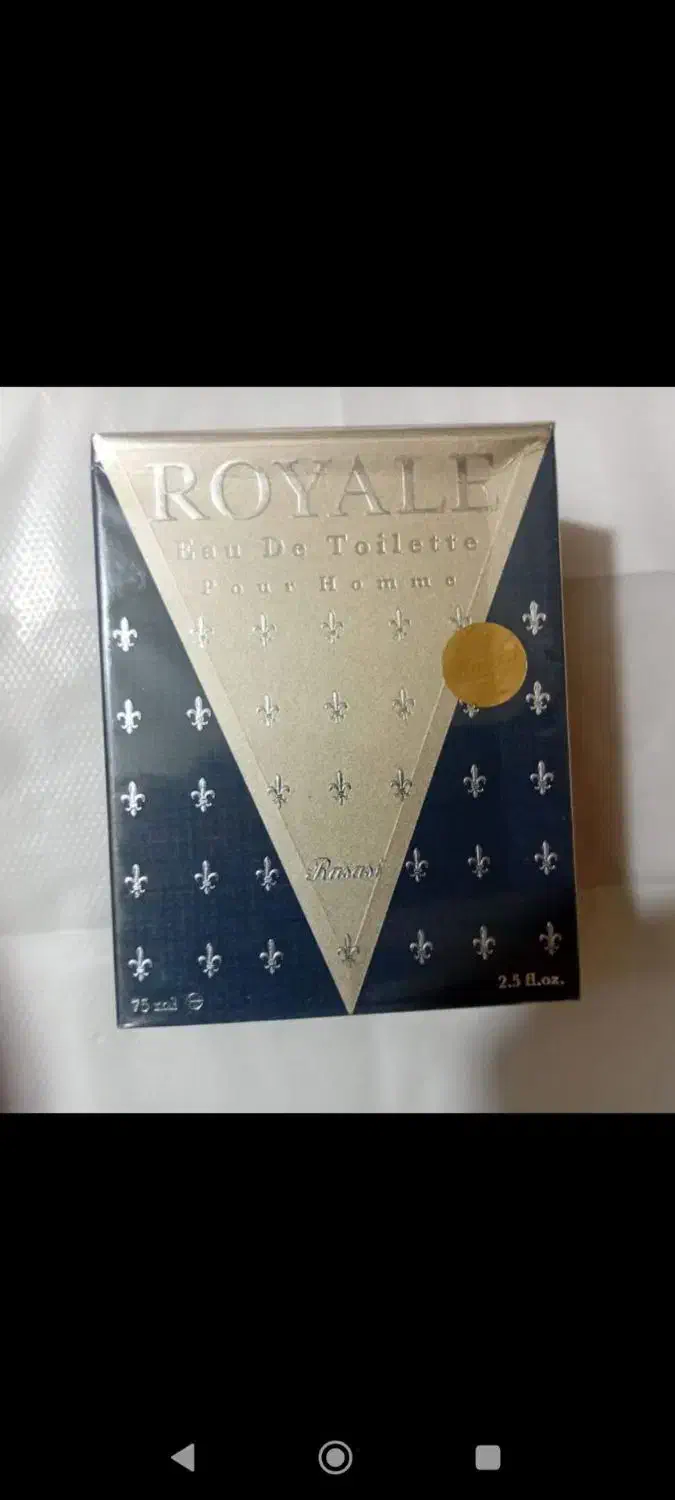 ROYALE
Eau De Toilette
Pour Homme
Rasasi
75 ml
2.5 fl.oz.